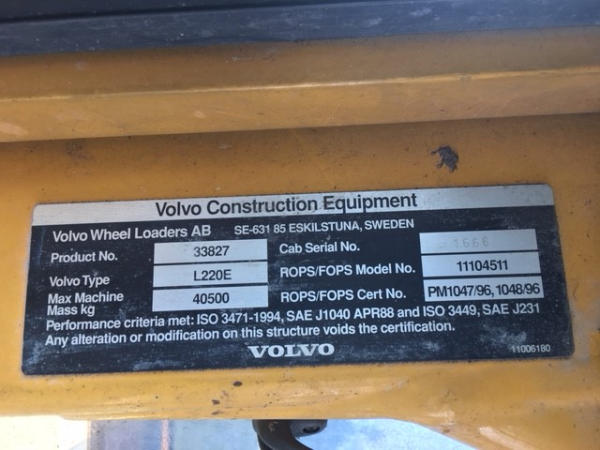 Volvo Construction Equipment
Volvo Wheel Loaders AB SE-631 85 ESKILSTUNA, SWEDEN
Product No. 33827 Cab Serial No. 1666
Volvo Type L220E ROPS/FOPS Model No. 11104511
Max Machine Mass kg 40500 ROPS/FOPS Cert No. PM1047/96, 1048/96
Performance criteria met: ISO 3471-1994, SAE J1040 APR88 and ISO 3449, SAE J231
Any alteration or modification on this structure voids the certification.
VOLVO
11006180